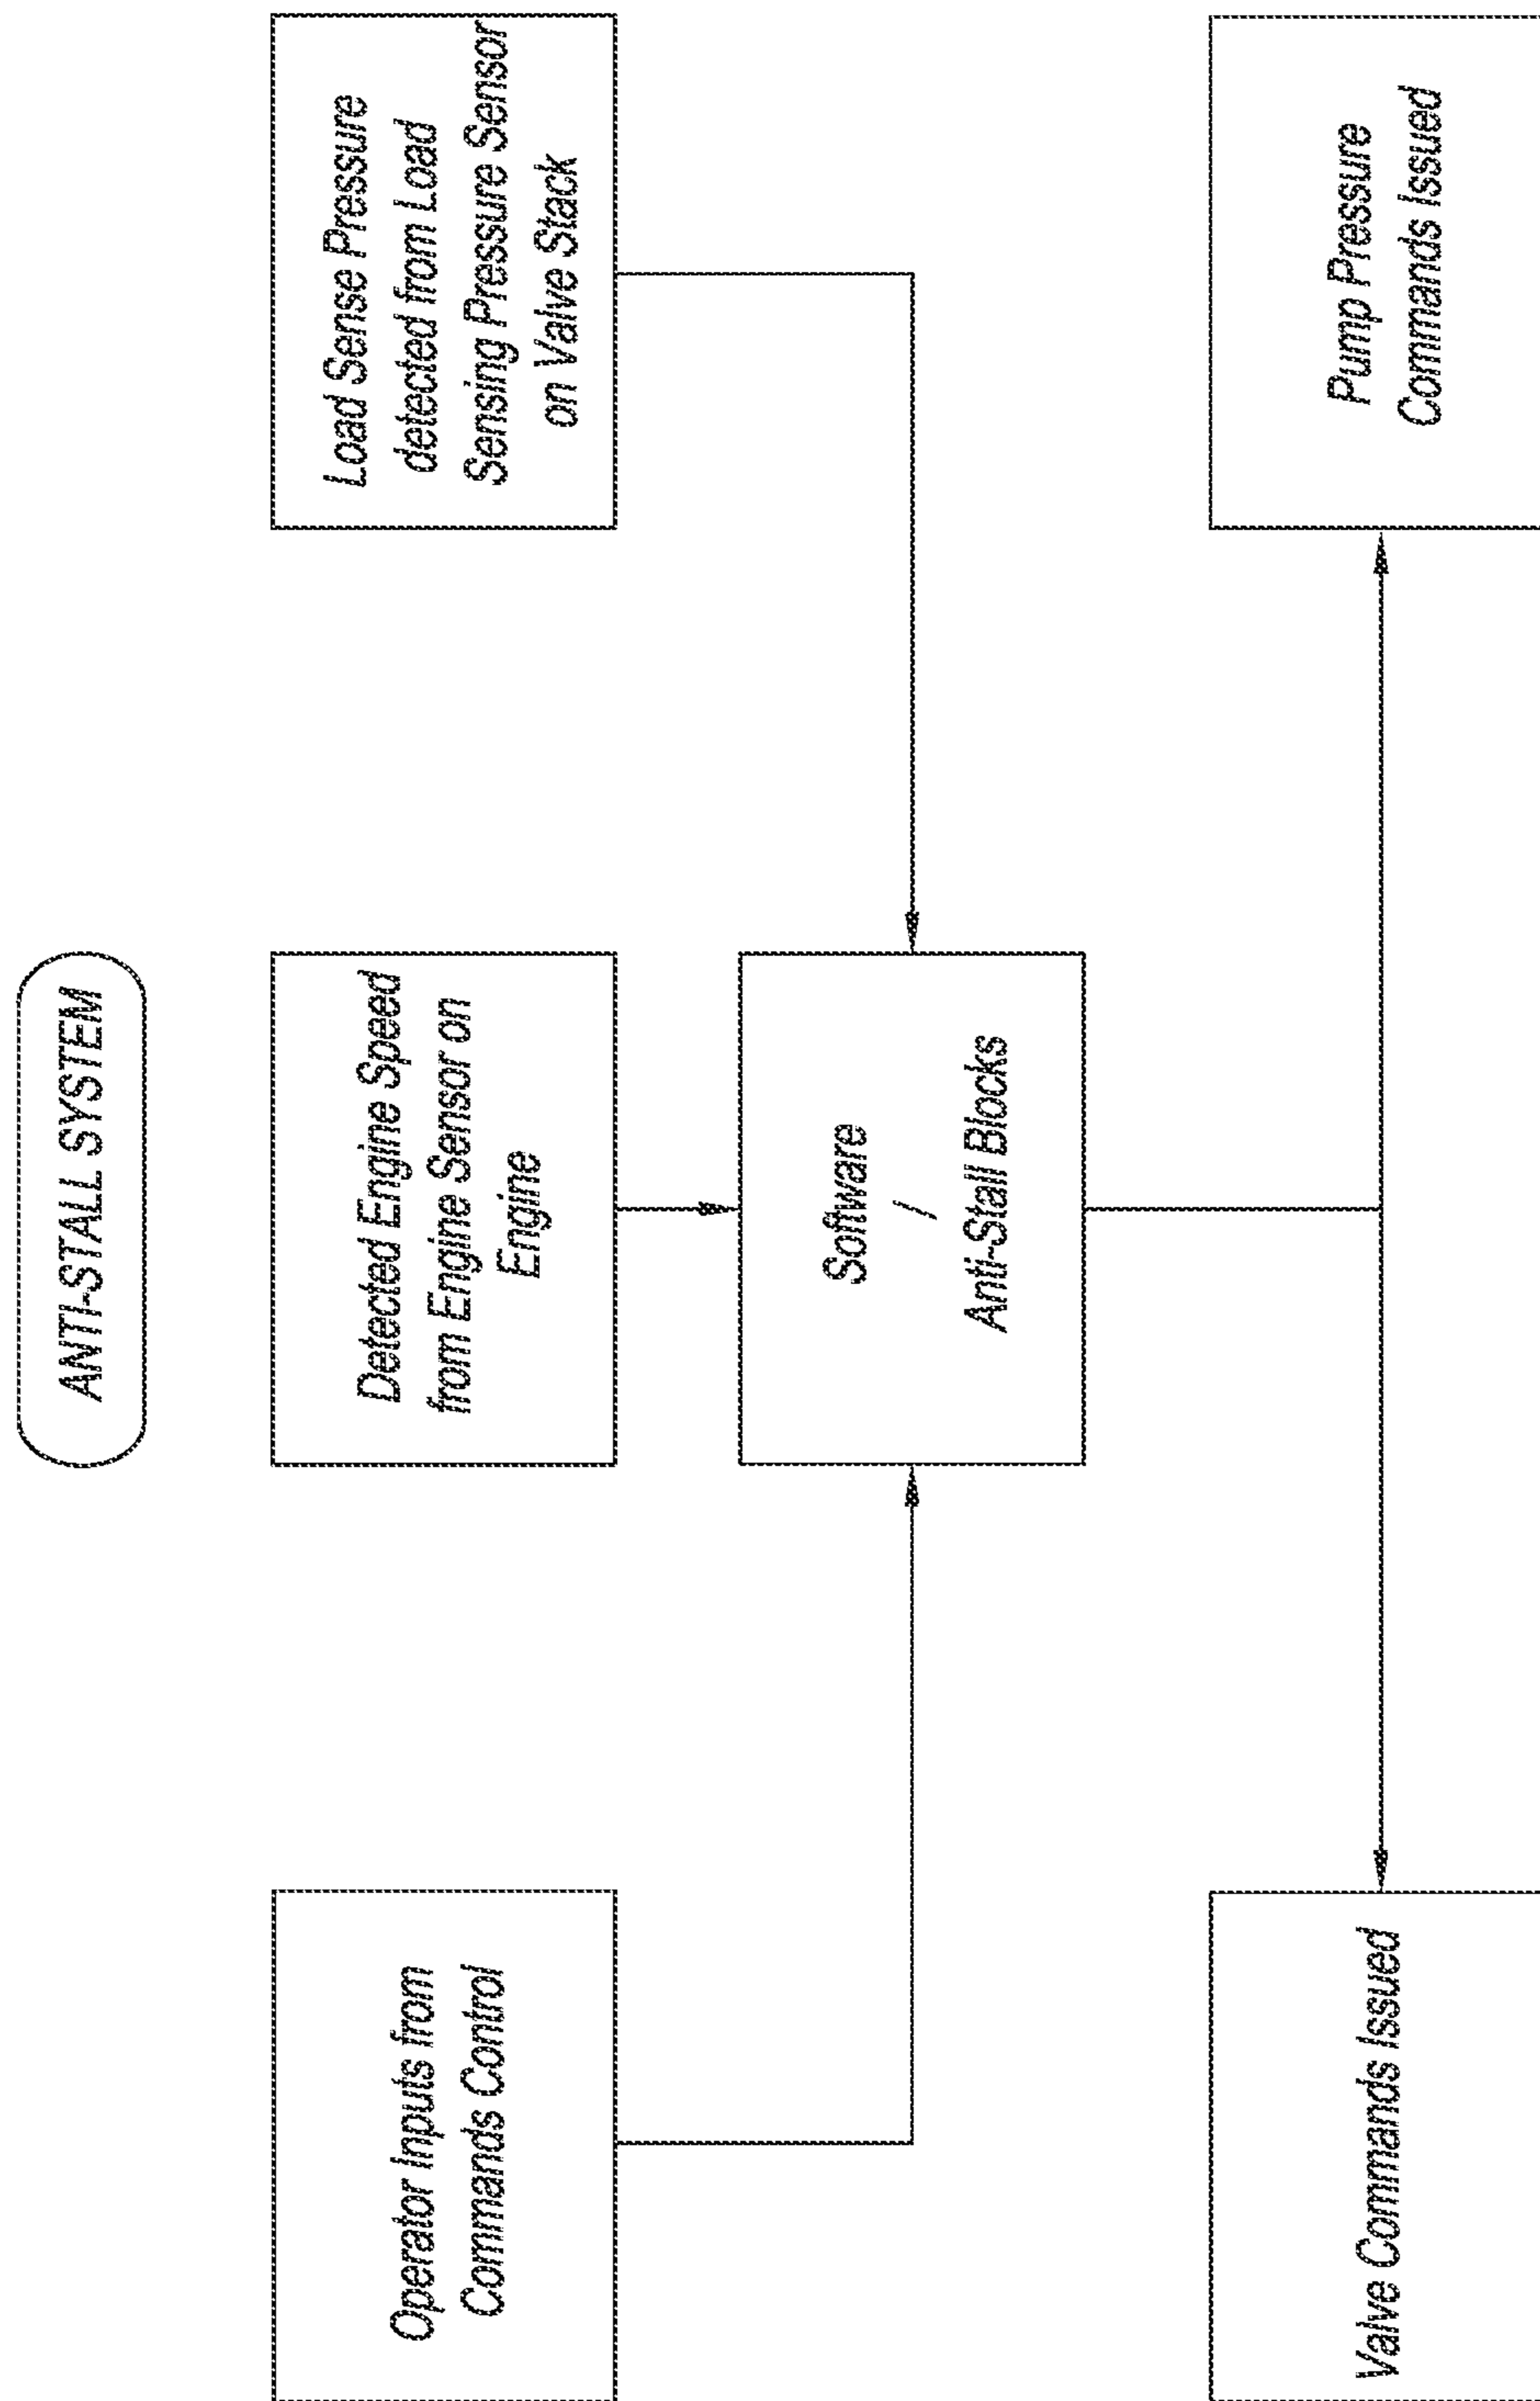 ANTI-STALL SYSTEM
Operator Inputs from
Commands Control
Detected Engine Speed
from Engine Sensor on
Engine
Load Sense Pressure
detected from Load
Sensing Pressure Sensor
on Valve Stack
Software
/
Anti-Stall Blocks
Valve Commands Issued
Pump Pressure
Commands Issued